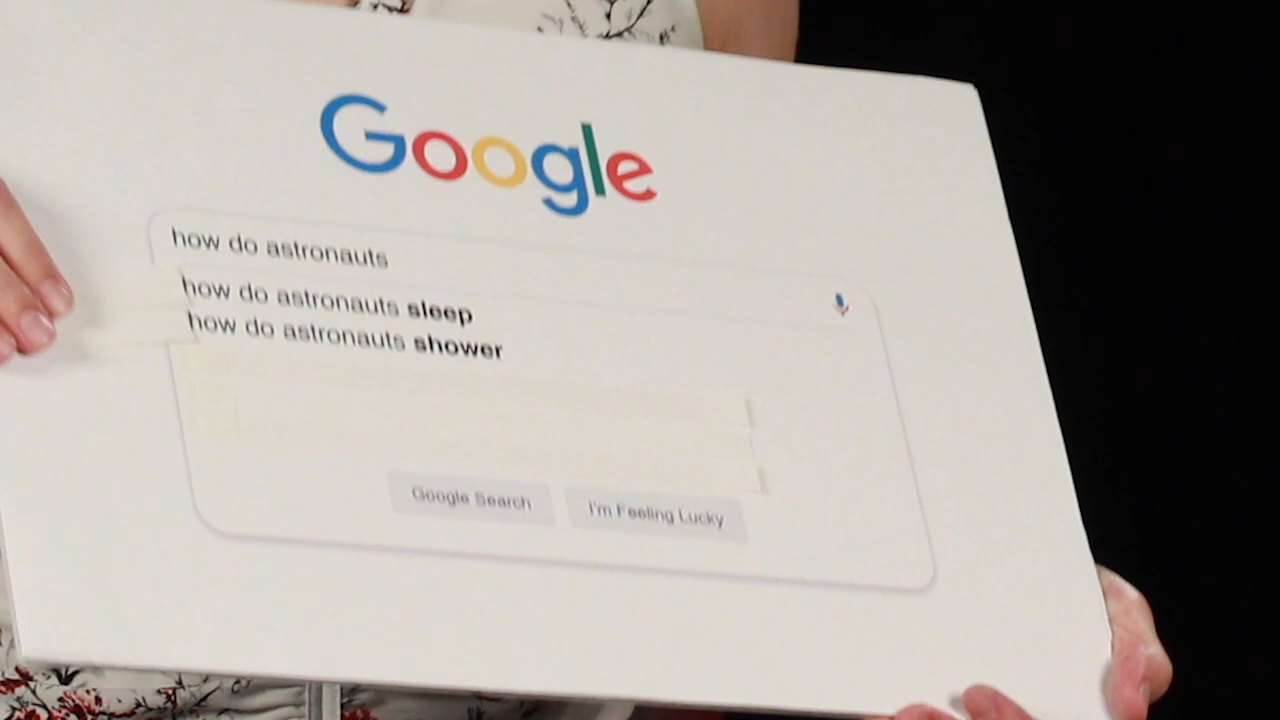 Google
how do astronauts
how do astronauts sleep
how do astronauts shower
Google Search
I'm Feeling Lucky